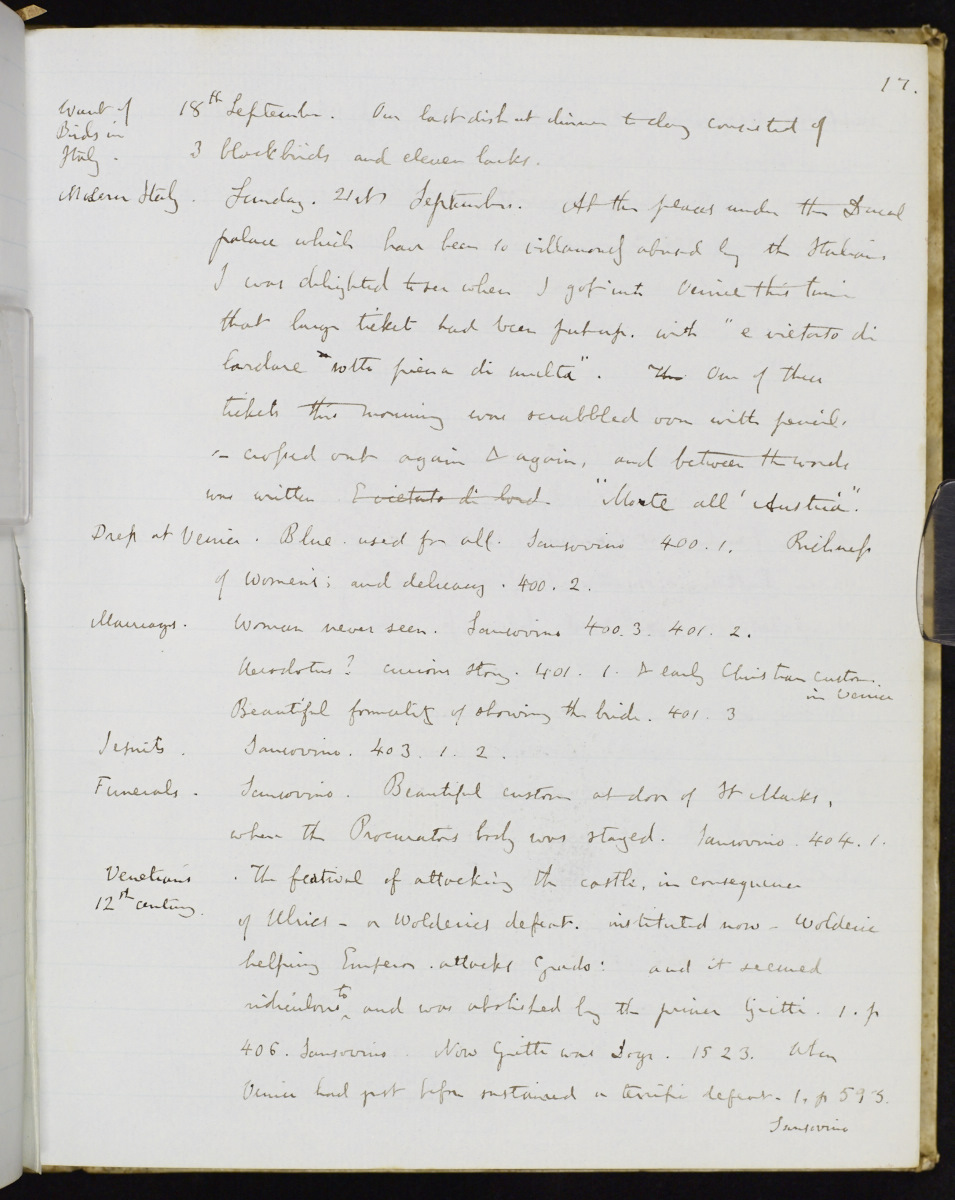 17.
Want of 18th September. Our last dish at dinner to day consisted of
Birds in
Italy. 3 blackbirds and eleven larks.
Modern Italy. Sunday. 21st September. At the places under the Ducal
palace which have been so villanously abused by the Italians
I was delighted to see when I got into Venice this time
that large ticket had been put up. with "e vietato di
lordare sotto piena di multa". The One of these
tickets this morning was scrabbled over with pencil,
- crossed out again & again, and between the words
was written E vietato di lord. "Morte all' Austria".
Dress at Venice. Blue. used for all. Sansovino 400.1. Richness
of Women's; and delicacy. 400. 2.
Marriages. Woman never seen. Sansovino 400.3. 401. 2.
Herodotus? curious story. 401. 1. & early Christian custom
in Venice
Beautiful formality of showing the bride. 401. 3
Jesuits. Sansovino. 403. 1. 2.
Funerals. Sansovino. Beautiful custom at door of St Marks,
when the Procurators body was stayed. Sansovino. 404. 1.
Venetians . The festival of attacking the castle, in consequence
12th century. of Ulrics - or Wolderics defeat. instituted now - Wolderic
helping Emperor. attacks Grado: and it seemed
ridiculous to, and was abolished by the prince Gritti. 1. p
406. Sansovino. Now Gritti was Doge. 1523. When
Venice had just before sustained a terrific defeat. 1. p 593.
Sansovino